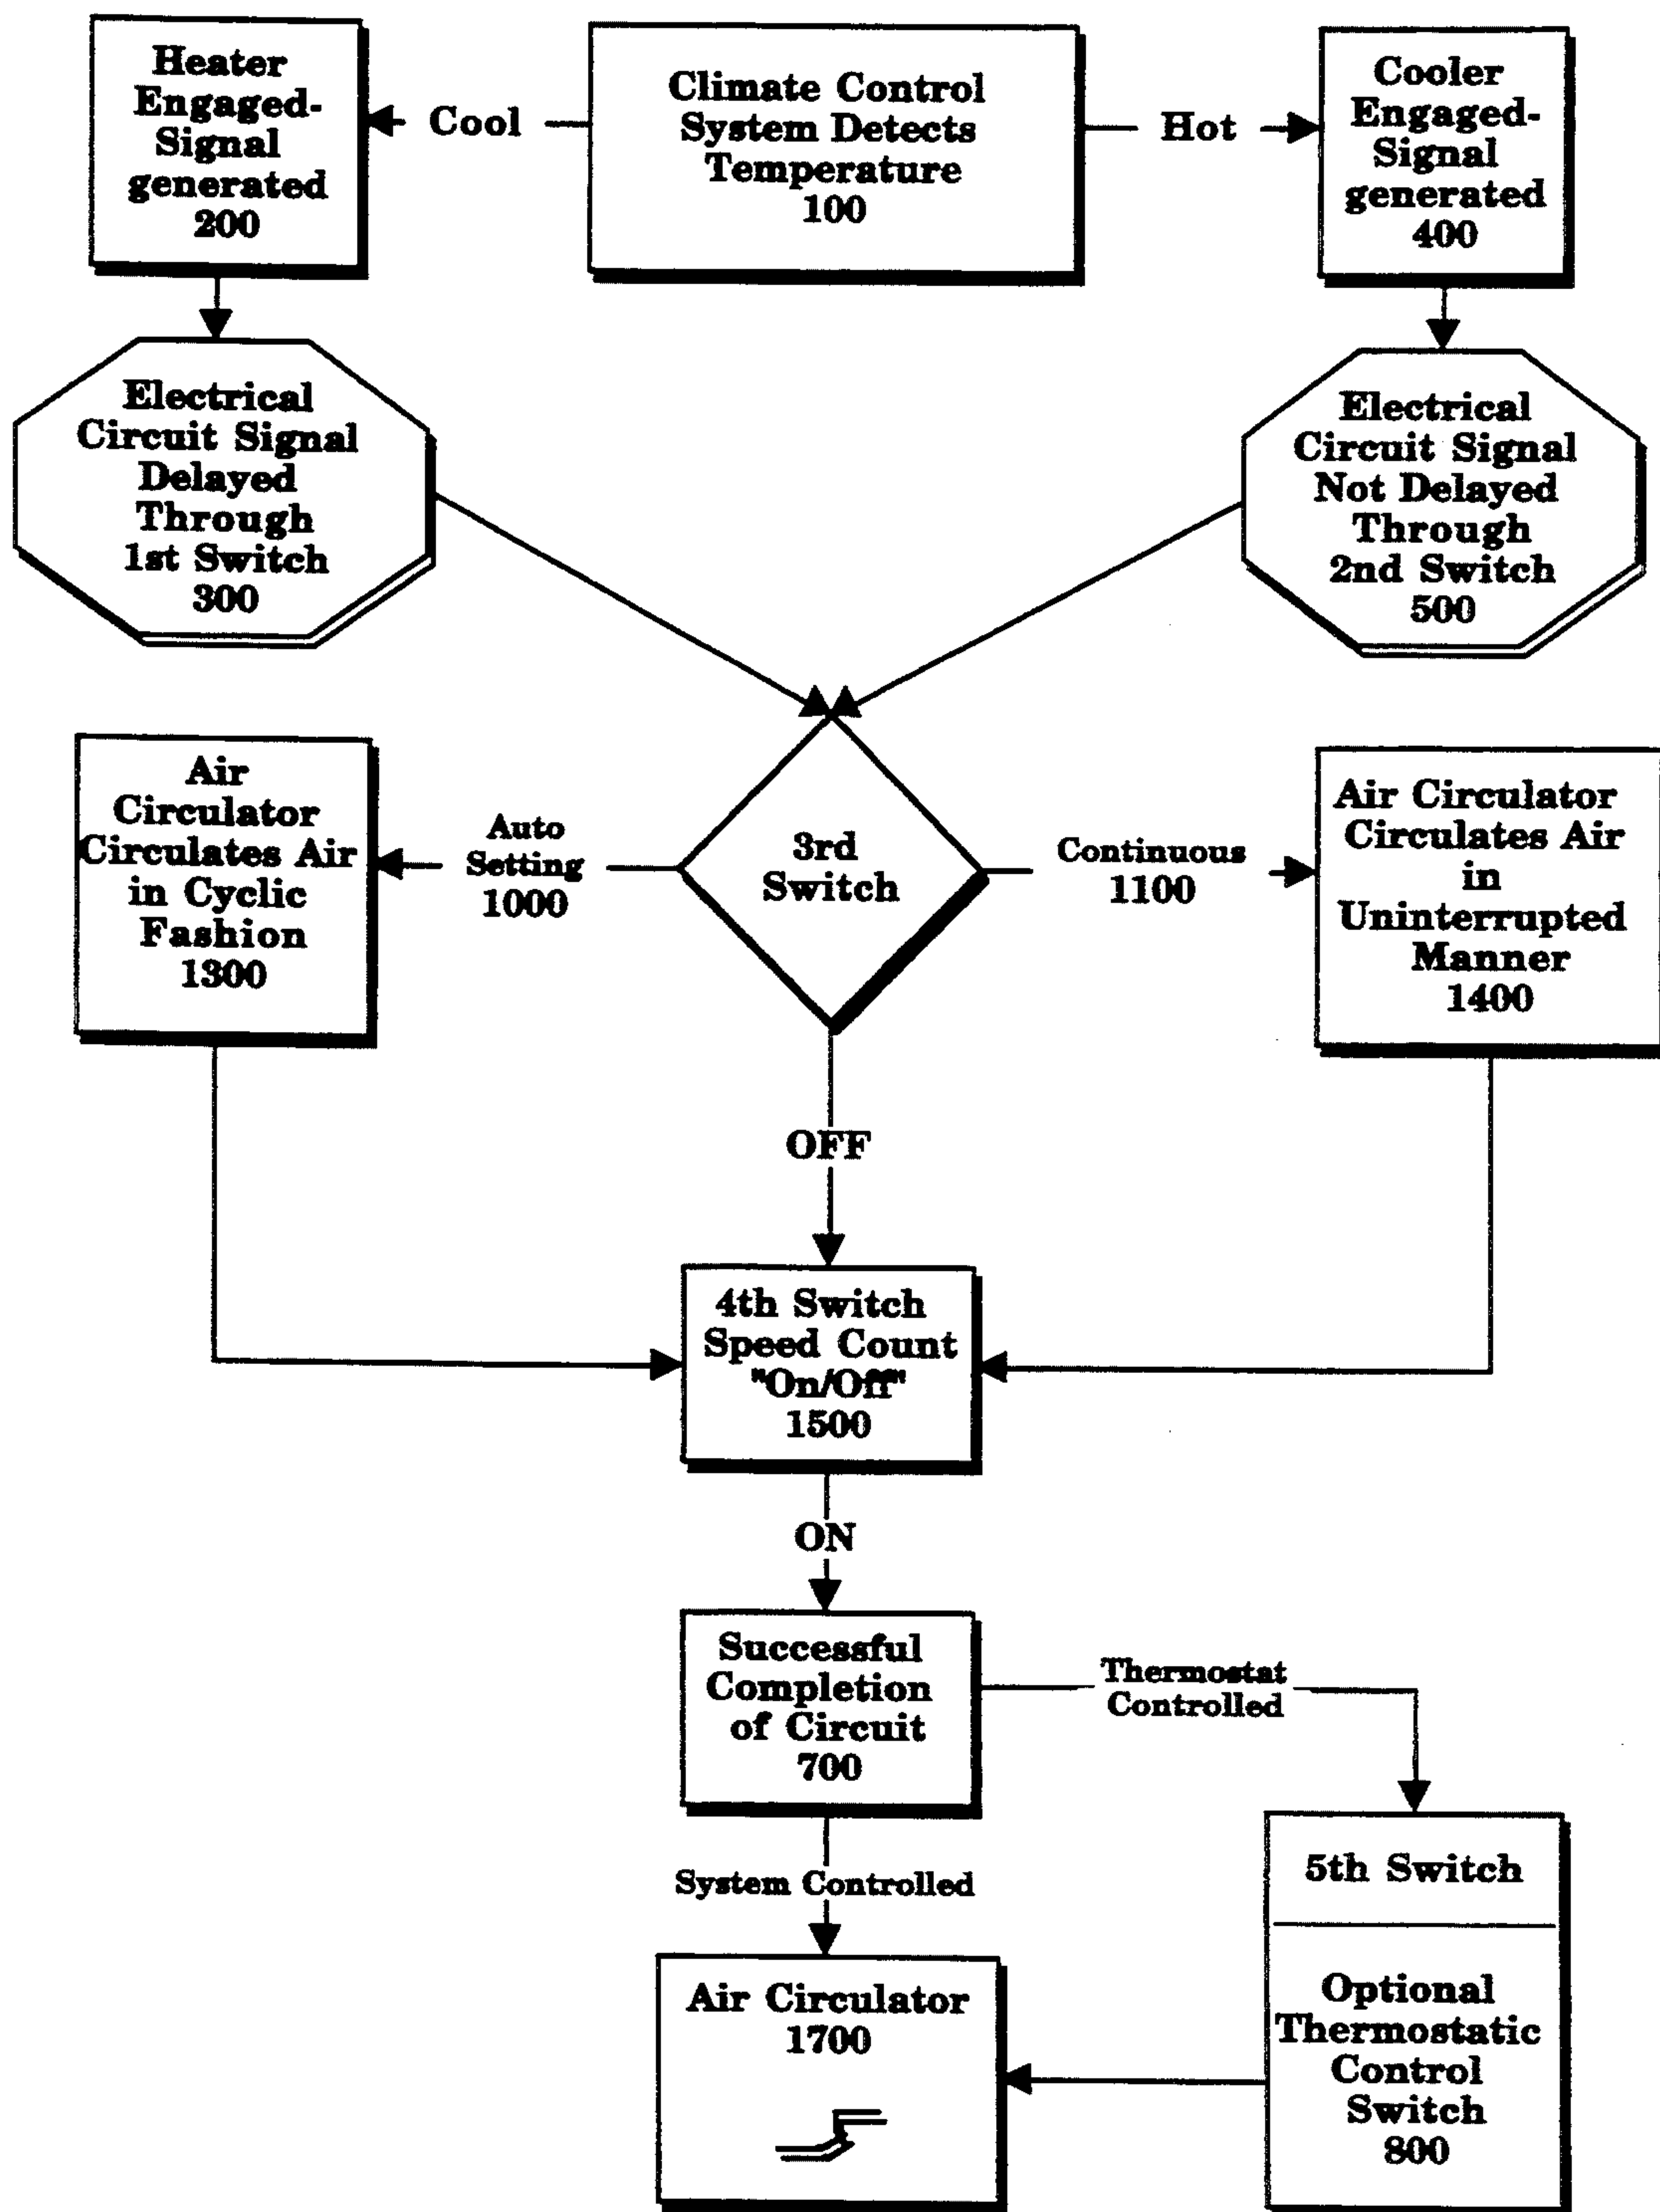 Heater
Engaged-
Signal
generated
200
Cool
Climate Control
System Detects
Temperature
100
Hot
Cooler
Engaged-
Signal
generated
400
Electrical
Circuit Signal
Delayed
Through
1st Switch
300
Electrical
Circuit Signal
Not Delayed
Through
2nd Switch
500
Air
Circulator
Circulates Air
in Cyclic
Fashion
1300
Auto
Setting
1000
3rd
Switch
Continuous
1100
Air Circulator
Circulates Air
in
Uninterrupted
Manner
1400
OFF
4th Switch
Speed Count
"On/Off"
1500
ON
Successful
Completion
of Circuit
700
Thermostat
Controlled
System Controlled
5th Switch
Optional
Thermostatic
Control
Switch
800
Air Circulator
1700